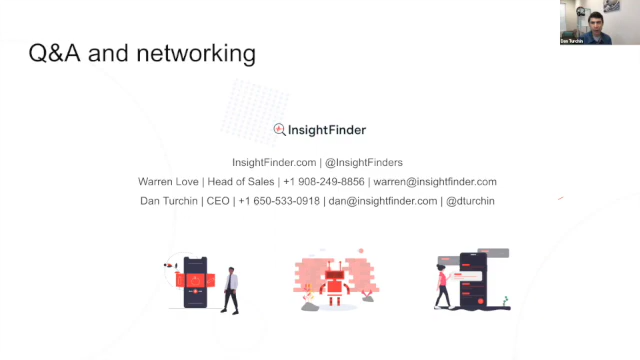 Q&A and networking
Dan Turchin
InsightFinder
InsightFinder.com | @InsightFinders
Warren Love | Head of Sales | +1 908-249-8856 | warren@insightfinder.com
Dan Turchin | CEO | +1 650-533-0918 | dan@insightfinder.com | @dturchin